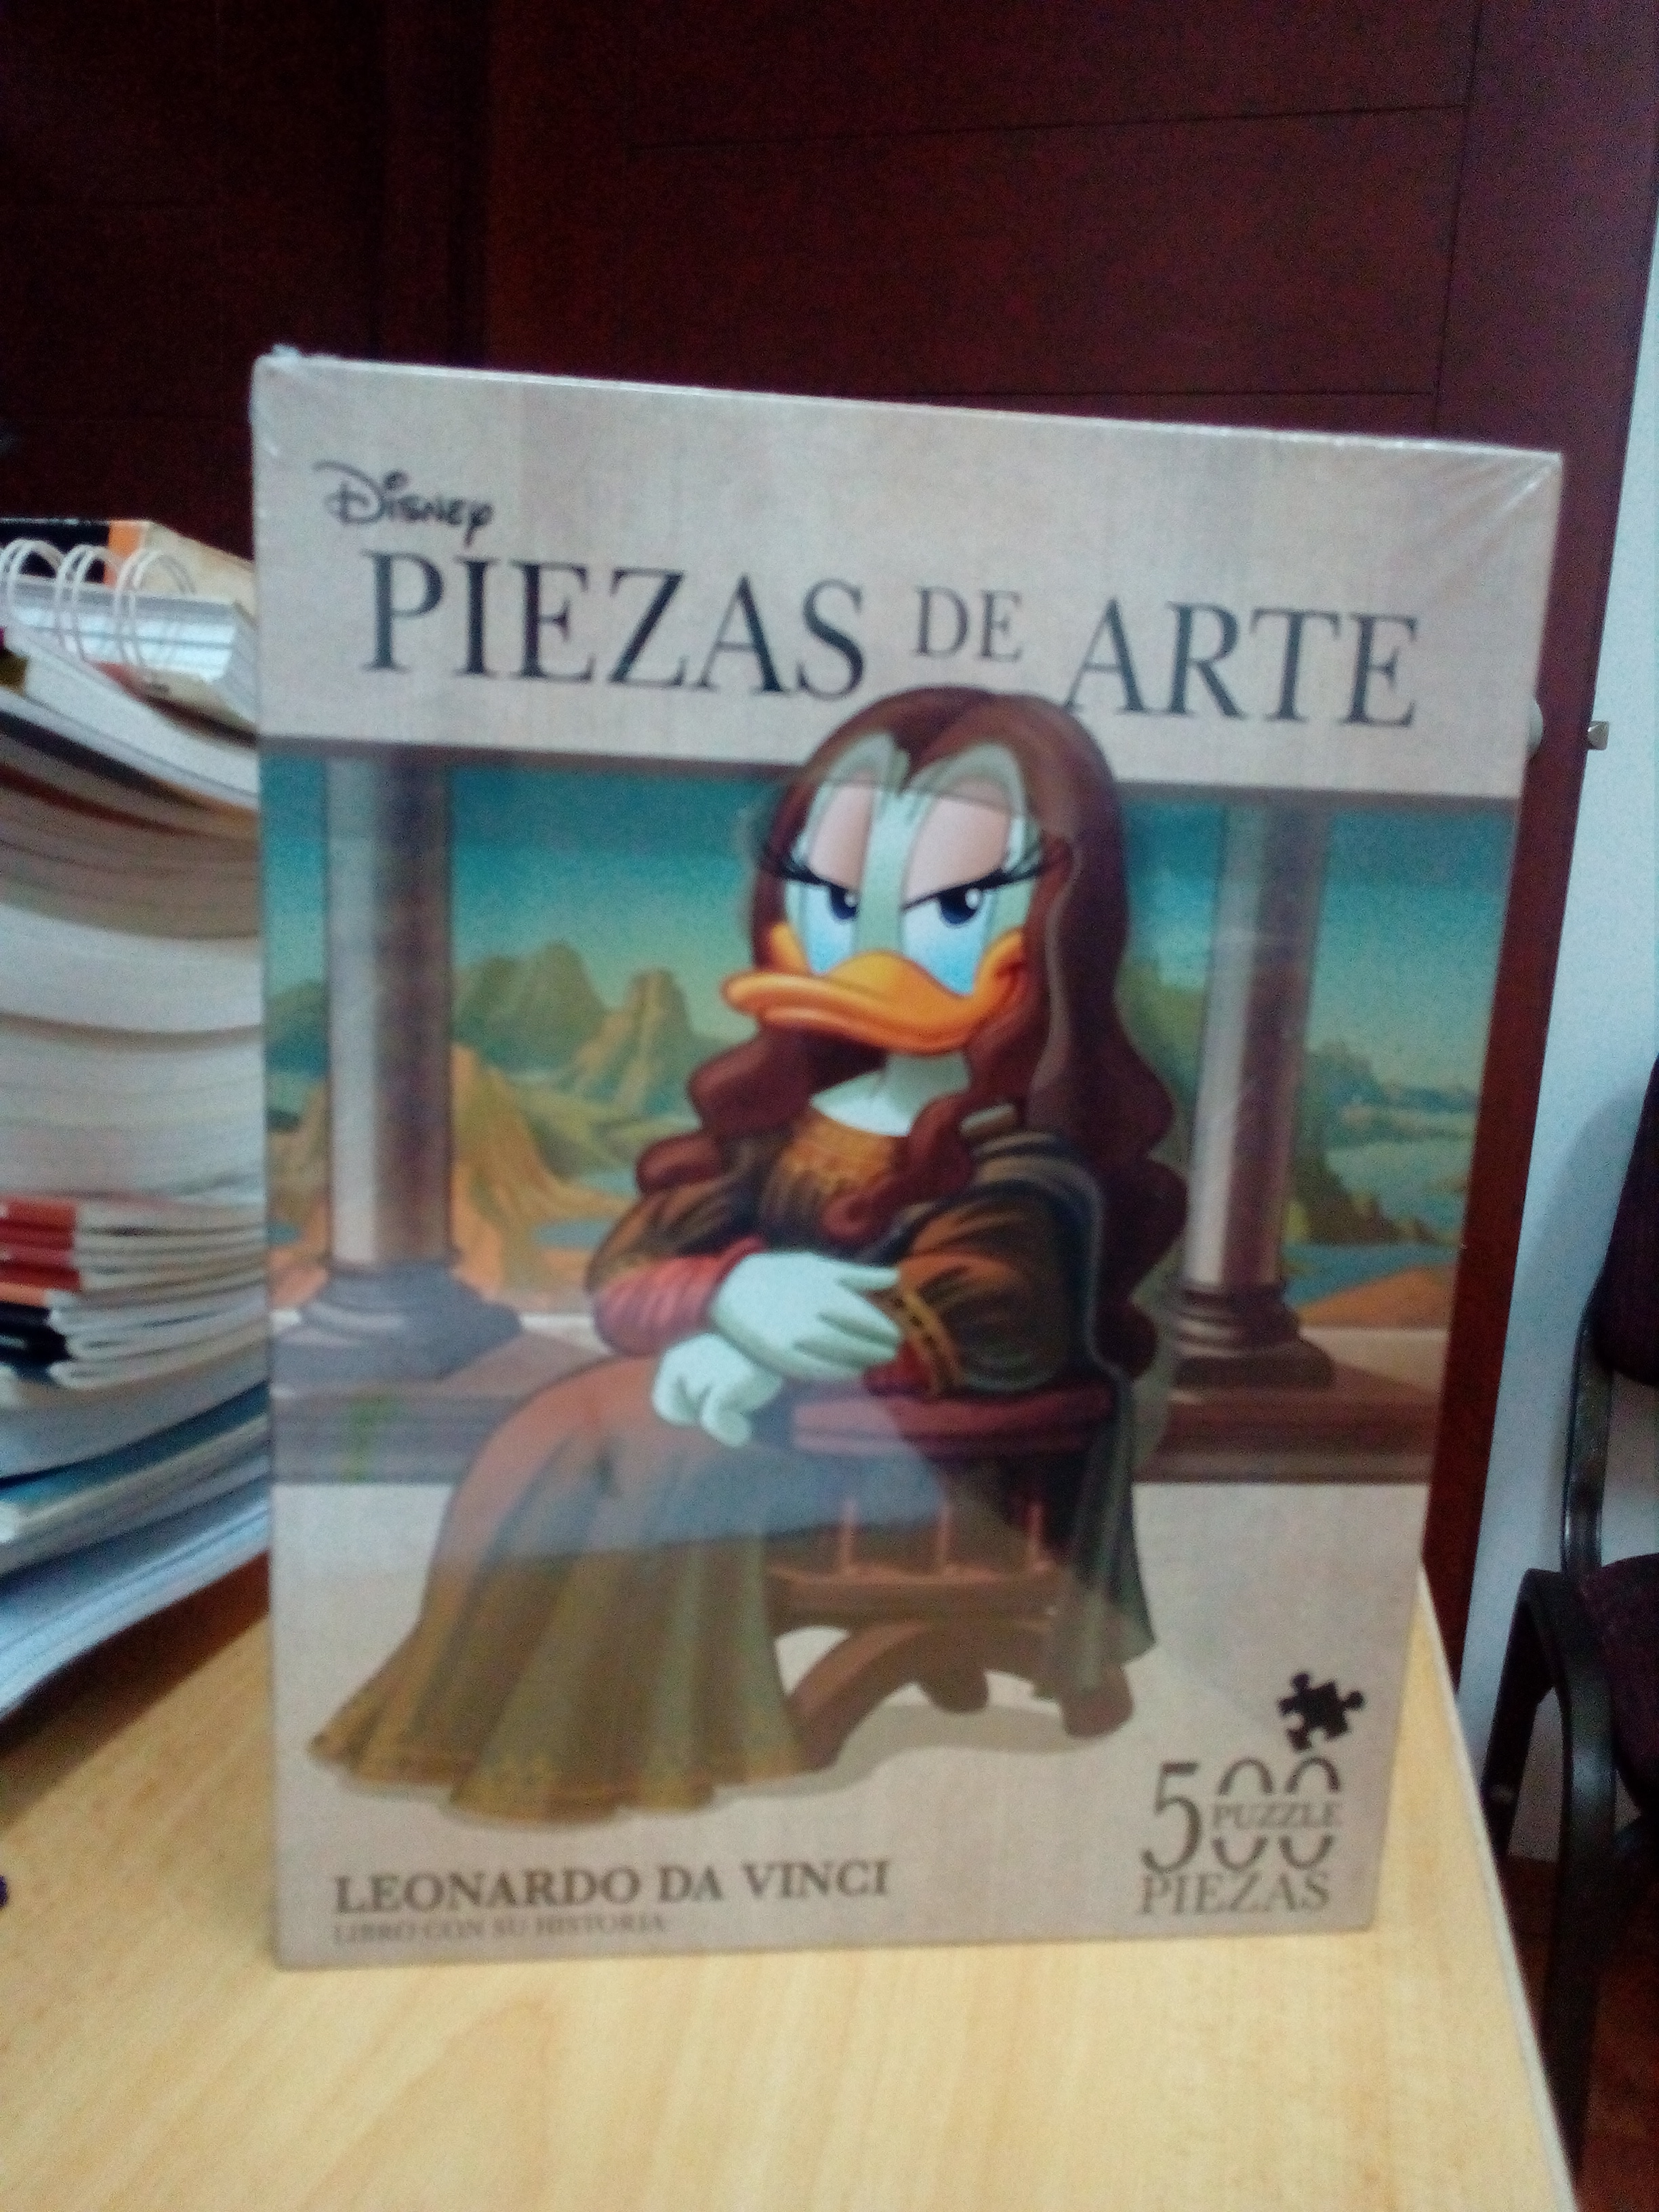 Disney
PIEZAS DE ARTE
500
PUZZLE
PIEZAS
LEONARDO DA VINCI
LIBRO CON SU HISTORIA